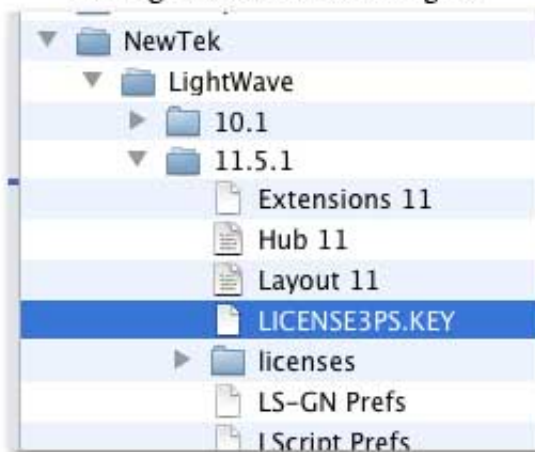 NewTek
LightWave
10.1
11.5.1
Extensions 11
Hub 11
Layout 11
LICENSE3PS.KEY
licenses
LS-GN Prefs
LScript Prefs